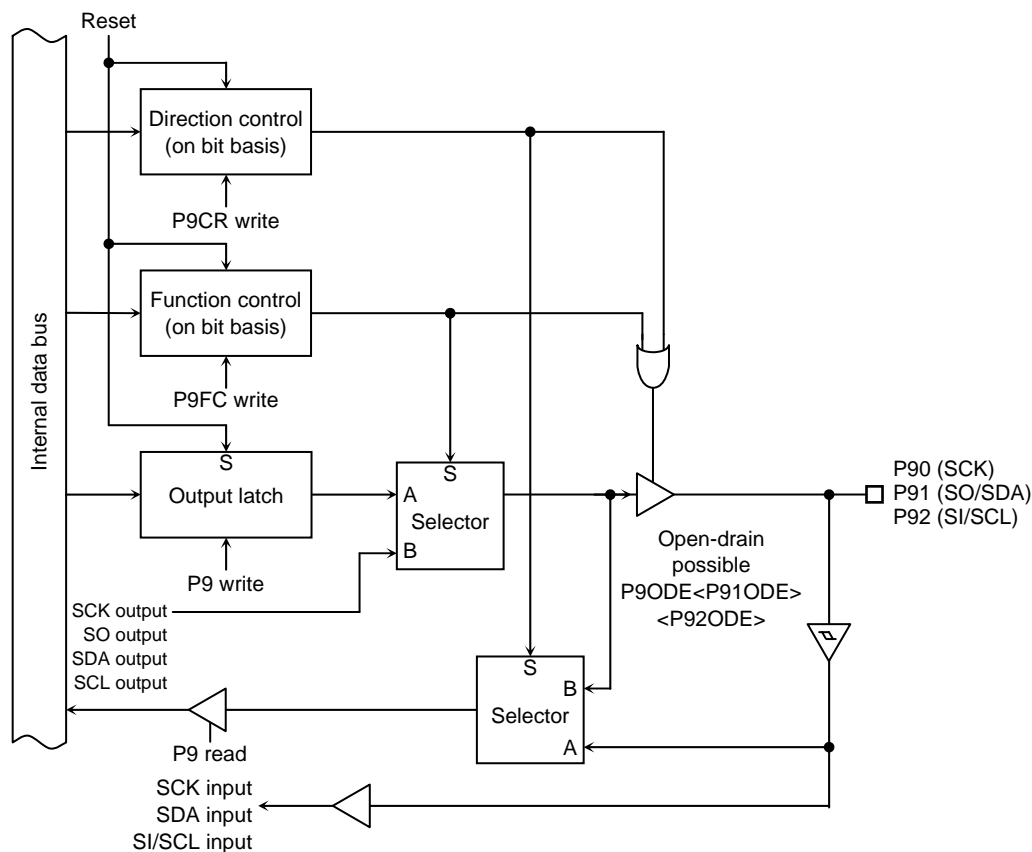 Reset
Direction control
(on bit basis)
P9CR write
Function control
(on bit basis)
P9FC write
Internal data bus
S
Output latch
P9 write
S
A
Selector
B
P90 (SCK)
P91 (SO/SDA)
P92 (SI/SCL)
Open-drain
possible
P9ODE<P91ODE>
<P92ODE>
SCK output
SO output
SDA output
SCL output
S
B
Selector
A
P9 read
SCK input
SDA input
SI/SCL input